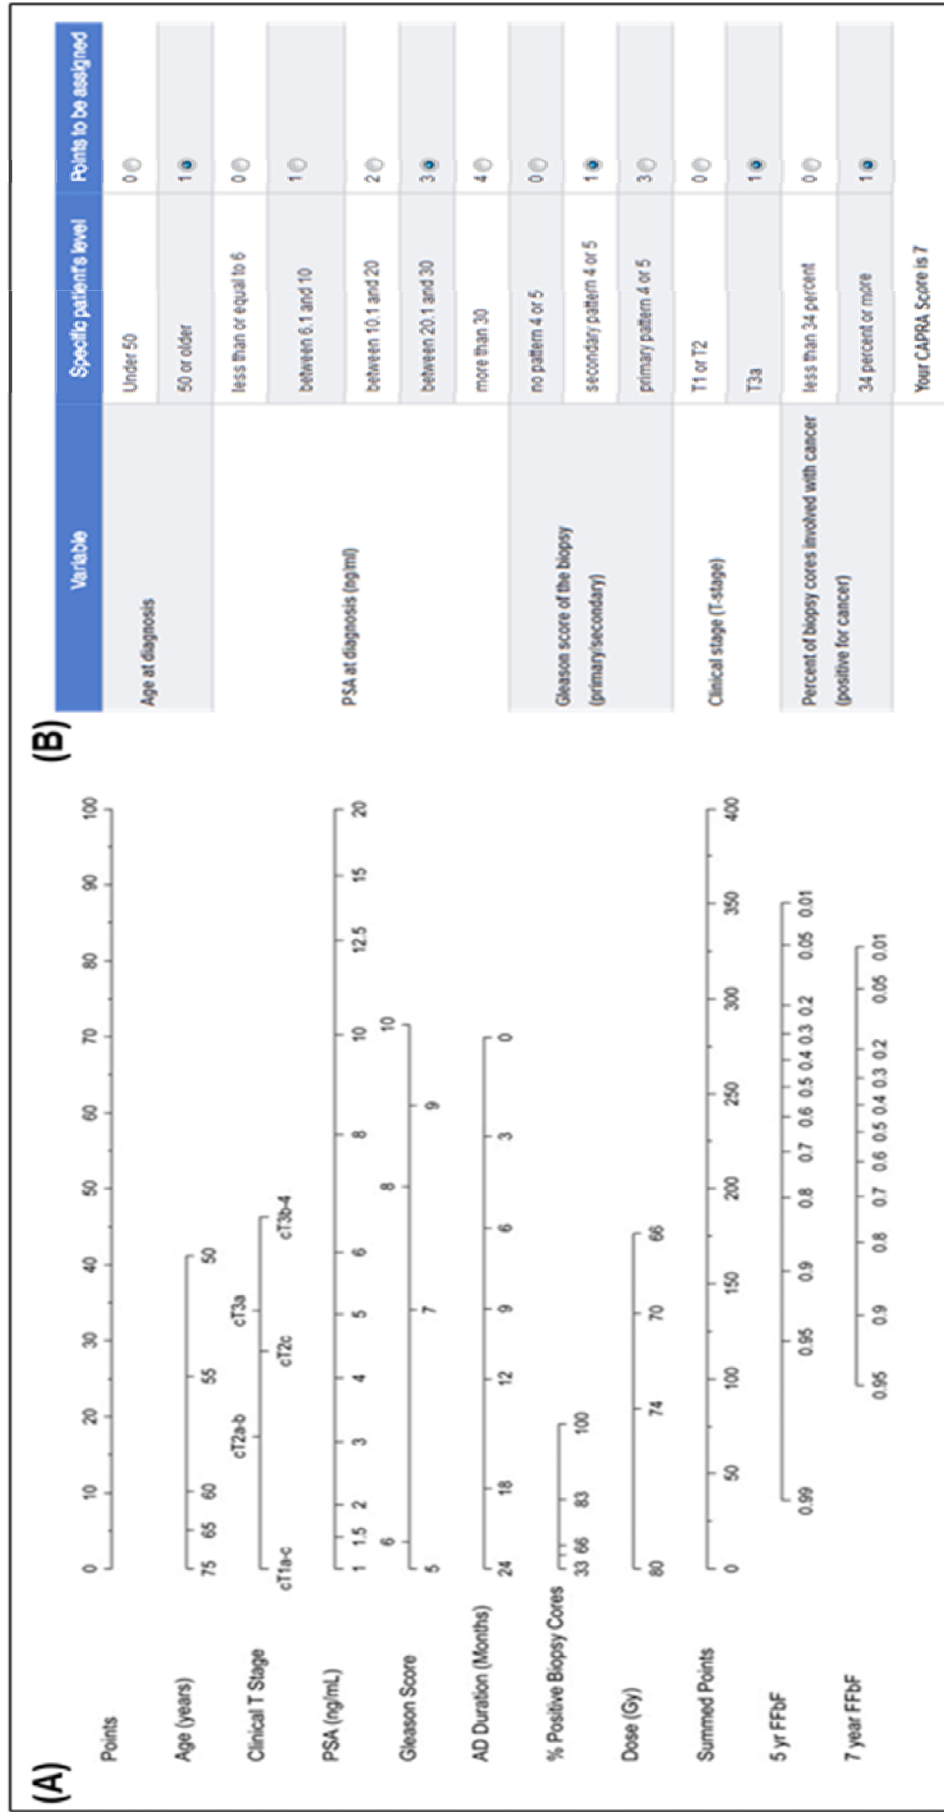 (A)
Points 0 10 20 30 40 50 60 70 80 90 100
Age (years) 75 65 60 55 50
Clinical T Stage cT1a-c cT2a-b cT2c cT3a cT3b-4
PSA (ng/mL) 1 1.5 2 3 4 5 6 8 10 12.5 15 20
Gleason Score 5 6 7 8 9 10
AD Duration (Months) 24 18 12 9 6 3 0
% Positive Biopsy Cores 33 66 83 100
Dose (Gy) 80 74 70 66
Summed Points 0 50 100 150 200 250 300 350 400
5 yr FFbF 0.99 0.95 0.9 0.8 0.7 0.6 0.5 0.4 0.3 0.2 0.05 0.01
7 year FFbF 0.95 0.9 0.8 0.7 0.6 0.5 0.4 0.3 0.2 0.05 0.01
(B)
Variable Specific patient's level Points to be assigned
Age at diagnosis
Under 50 0
50 or older 1
PSA at diagnosis (ng/ml)
less than or equal to 6 0
between 6.1 and 10 1
between 10.1 and 20 2
between 20.1 and 30 3
more than 30 4
Gleason score of the biopsy
(primary/secondary)
no pattern 4 or 5 0
secondary pattern 4 or 5 1
primary pattern 4 or 5 3
Clinical stage (T-stage)
T1 or T2 0
T3a 1
Percent of biopsy cores involved with cancer
(positive for cancer)
less than 34 percent 0
34 percent or more 1
Your CAPRA Score is 7